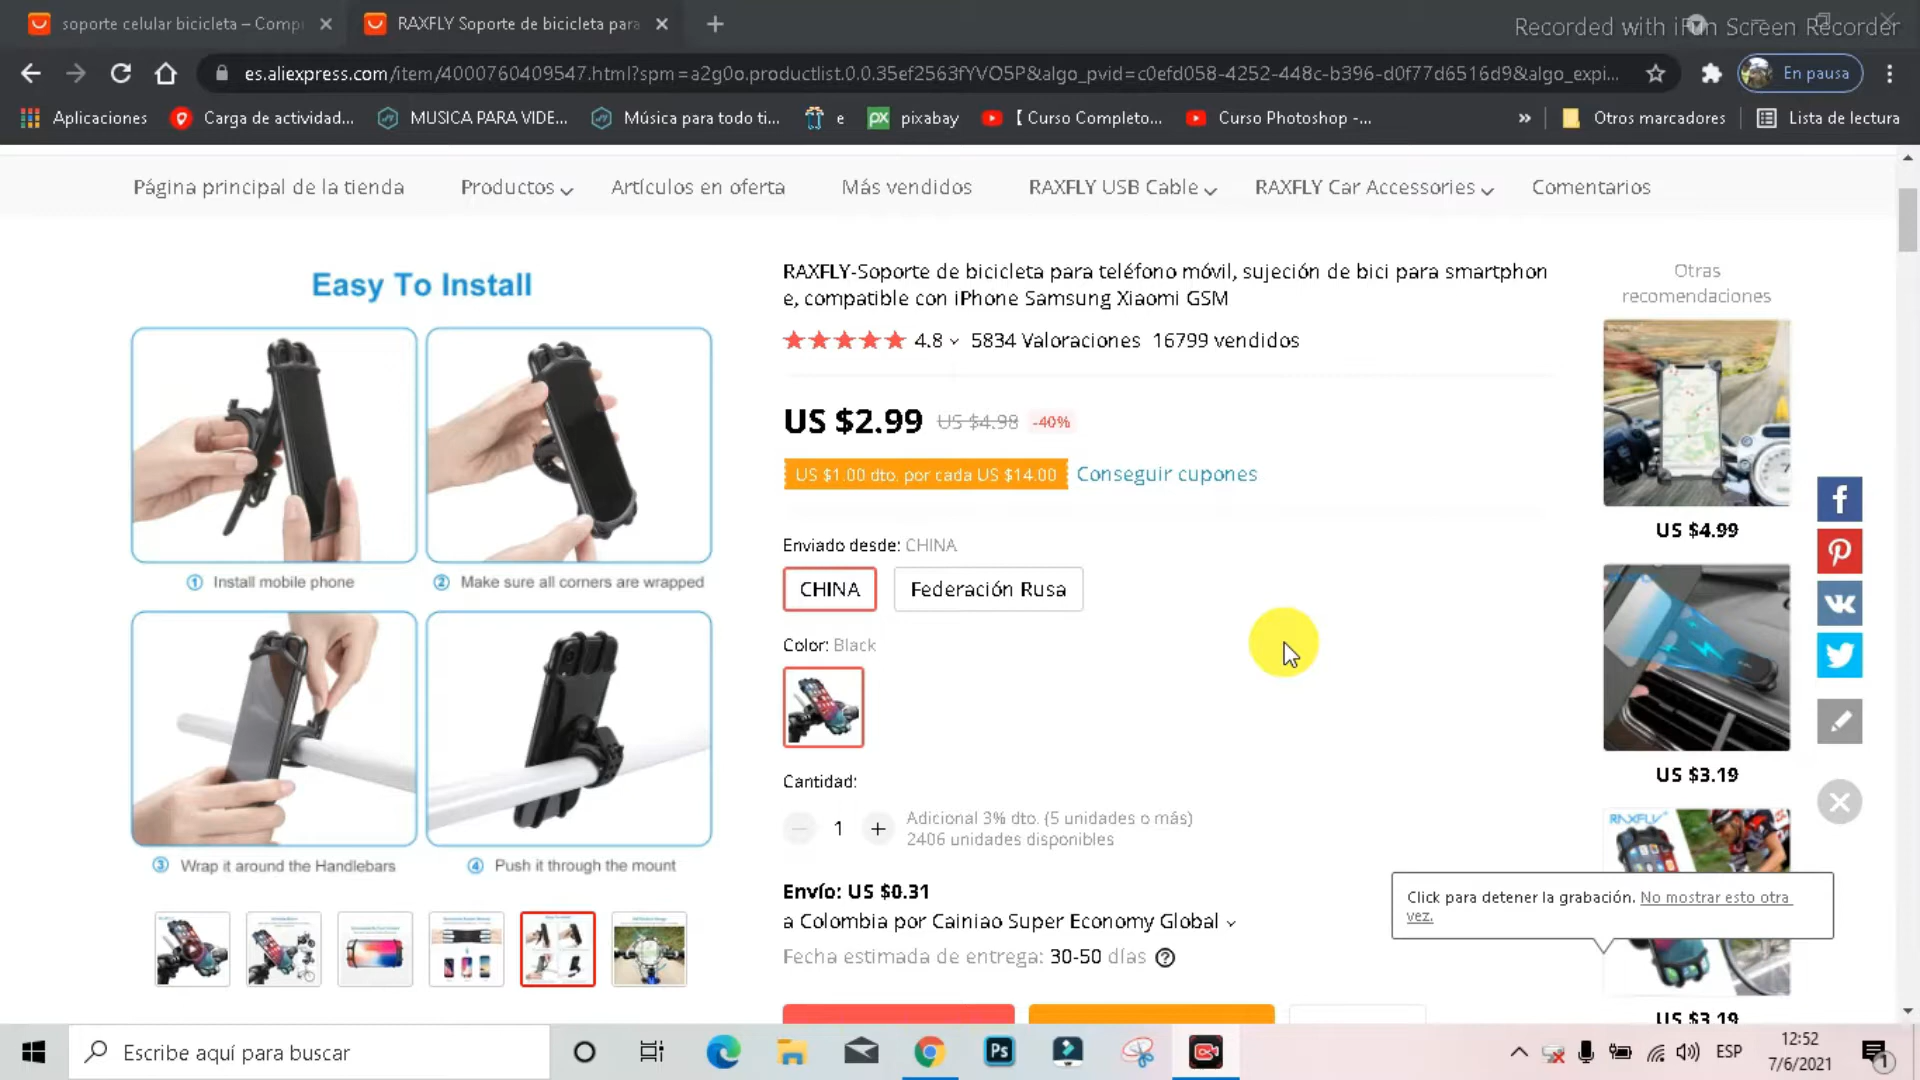 soporte celular bicicleta – Comp
RAXFLY Soporte de bicicleta para
Recorded with iFun Screen Recorder
es.aliexpress.com/item/4000760409547.html?spm=a2g0o.productlist.0.0.35ef2563fYVO5P&algo_pvid=c0efd058-4252-448c-b396-d0f77d6516d9&algo_expi...
En pausa
Aplicaciones
Carga de actividad...
MUSICA PARA VIDE...
Música para todo ti...
e
px pixabay
【 Curso Completo...
Curso Photoshop -...
»
Otros marcadores
Lista de lectura
Página principal de la tienda
Productos
Artículos en oferta
Más vendidos
RAXFLY USB Cable
RAXFLY Car Accessories
Comentarios
Easy To Install
① Install mobile phone
② Make sure all corners are wrapped
③ Wrap it around the Handlebars
④ Push it through the mount
RAXFLY-Soporte de bicicleta para teléfono móvil, sujeción de bici para smartphon
e, compatible con iPhone Samsung Xiaomi GSM
4.8 5834 Valoraciones 16799 vendidos
US $2.99 US $4.98 -40%
US $1.00 dto. por cada US $14.00 Conseguir cupones
Enviado desde: CHINA
CHINA
Federación Rusa
Color: Black
Cantidad:
1 +
Adicional 3% dto. (5 unidades o más)
2406 unidades disponibles
Envío: US $0.31
a Colombia por Cainiao Super Economy Global
Fecha estimada de entrega: 30-50 días
Otras
recomendaciones
US $4.99
US $3.19
RAXFLY
US $3.19
Click para detener la grabación. No mostrar esto otra
vez.
Escribe aquí para buscar
Ps
ESP
12:52
7/6/2021
1